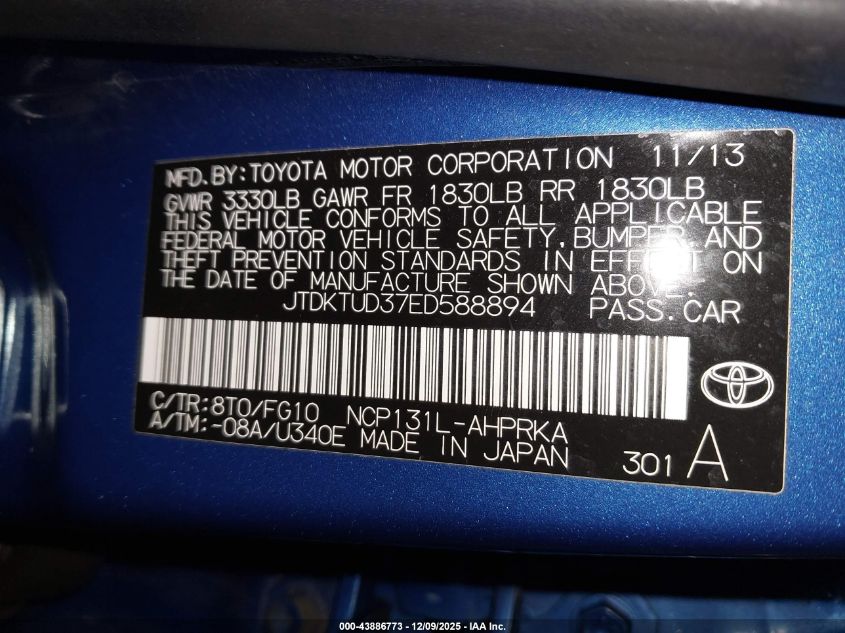 MFD.BY:TOYOTA MOTOR CORPORATION 11/13
GVWR 3330LB GAWR FR 1830LB RR 1830LB
THIS VEHICLE CONFORMS TO ALL APPLICABLE
FEDERAL MOTOR VEHICLE SAFETY,BUMPER,AND
THEFT PREVENTION STANDARDS IN EFFECT ON
THE DATE OF MANUFACTURE SHOWN ABOVE.
JTDKTUD37ED588894 PASS.CAR
C/TR:8T0/FG10 NCP131L-AHPRKA
A/TM:-08A/U340E MADE IN JAPAN 301 A
000-43886773 - 12/09/2025 - IAA Inc.